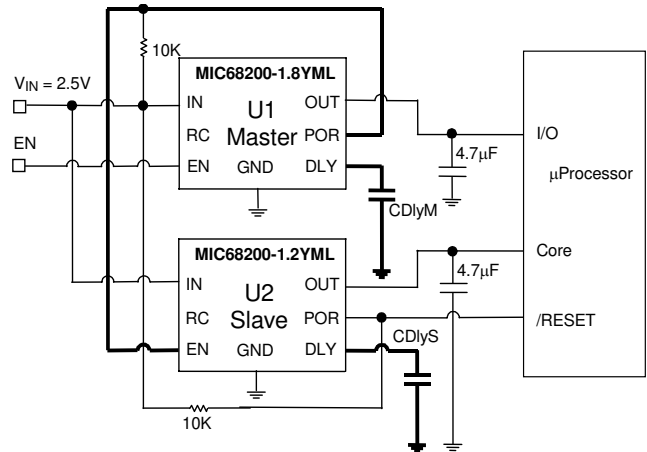 10K
VIN = 2.5V
EN
MIC68200-1.8YML
IN
OUT
U1
Master
RC
POR
EN
GND
DLY
CDlyM
4.7µF
I/O
µProcessor
MIC68200-1.2YML
IN
OUT
U2
Slave
RC
POR
EN
GND
DLY
CDlyS
4.7µF
Core
/RESET
10K